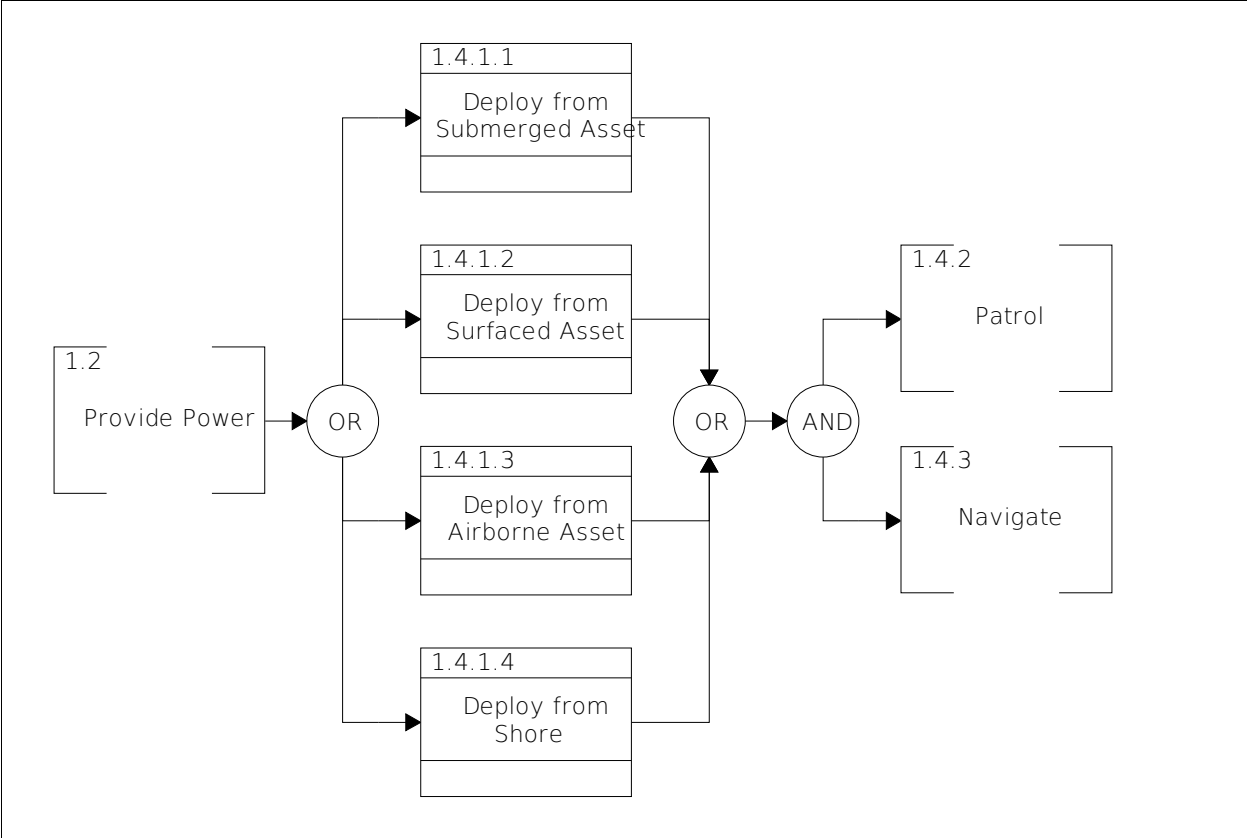 1.4.1.1
Deploy from
Submerged Asset
1.4.1.2
Deploy from
Surfaced Asset
1.4.2
Patrol
1.2
Provide Power
OR
OR
AND
1.4.1.3
Deploy from
Airborne Asset
1.4.3
Navigate
1.4.1.4
Deploy from
Shore